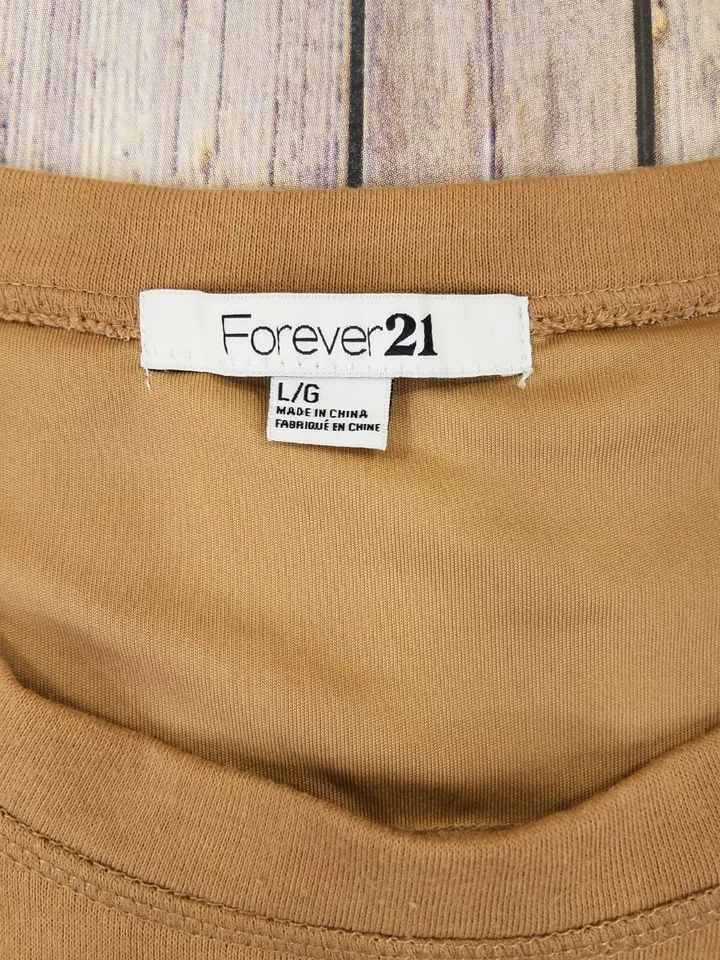 Forever21
L/G
MADE IN CHINA
FABRIQUÉ EN CHINE